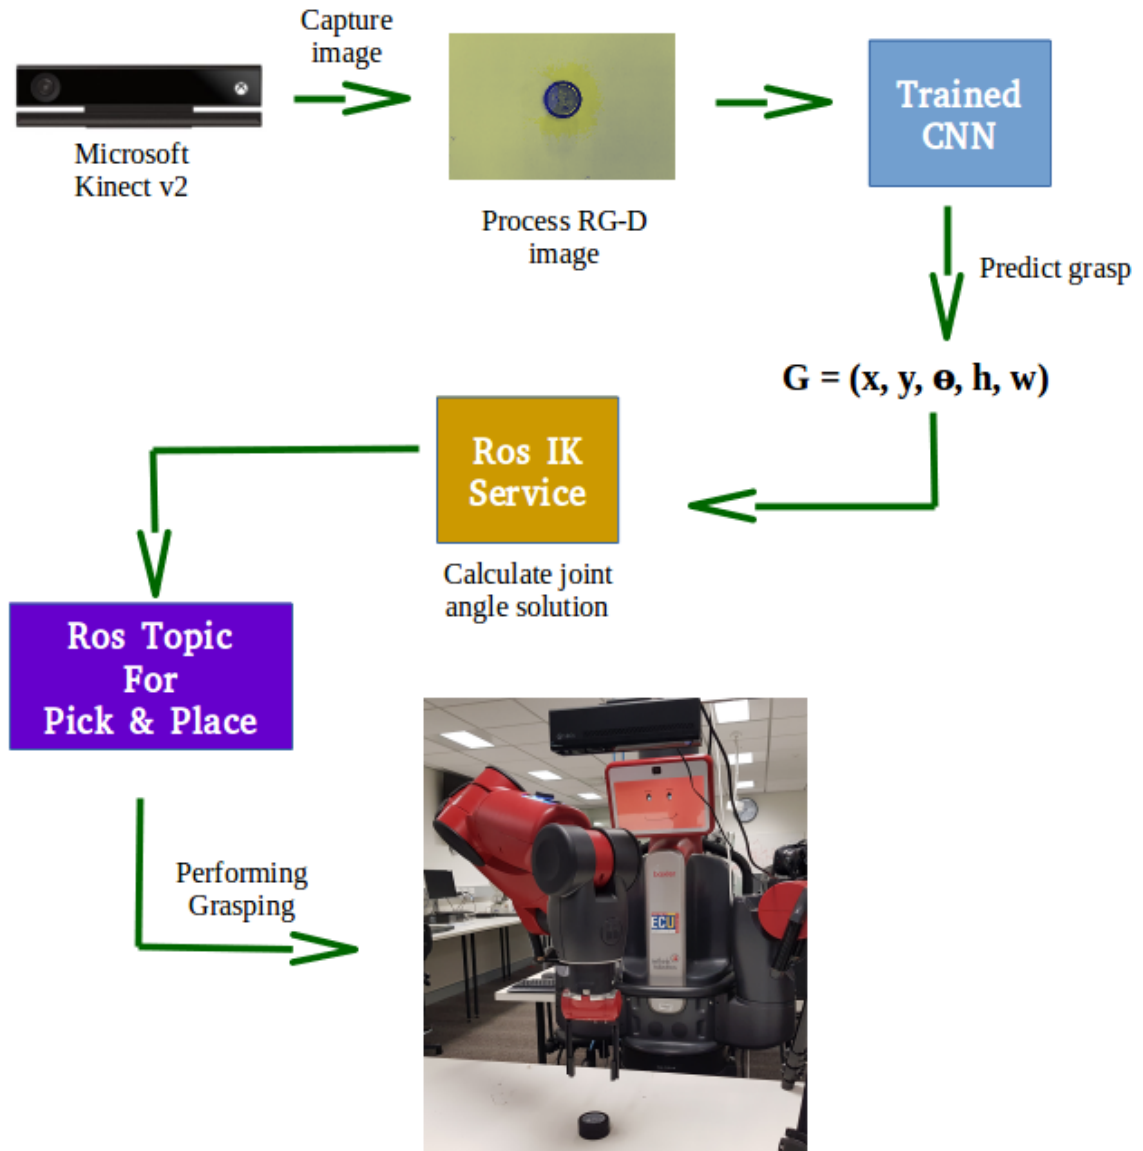 Capture
image
Microsoft
Kinect v2
Process RG-D
image
Trained
CNN
Predict grasp
G = (x, y, ɵ, h, w)
Ros IK
Service
Calculate joint
angle solution
Ros Topic
For
Pick & Place
Performing
Grasping
baxter
ECU